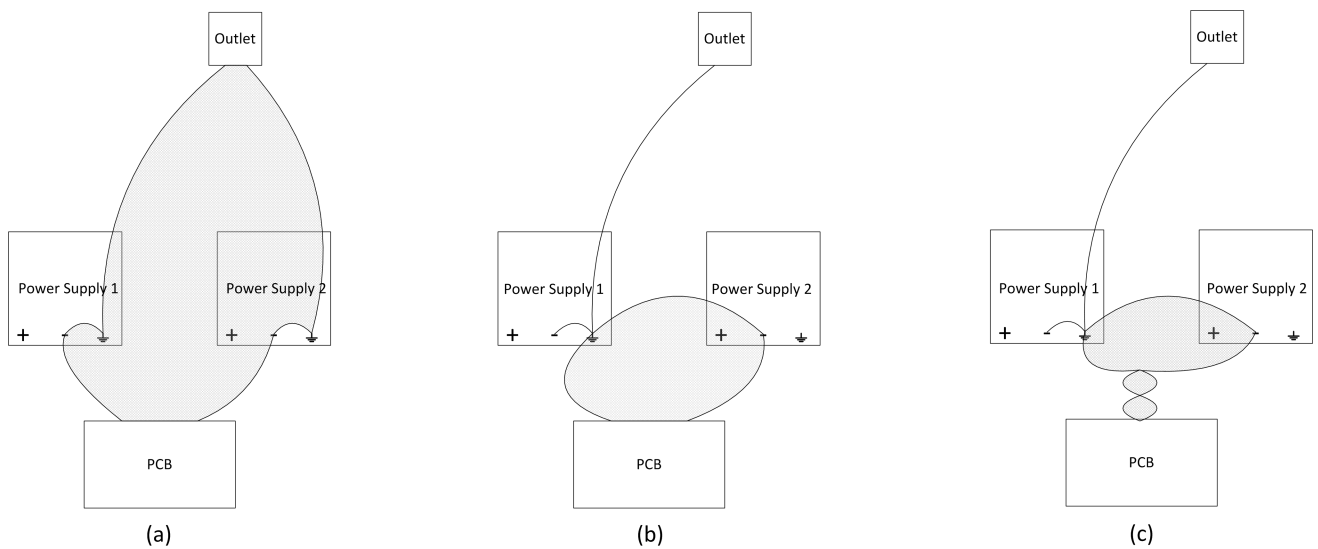 Outlet
Power Supply 1
Power Supply 2
+ - + -
PCB
(a)
Outlet
Power Supply 1
Power Supply 2
+ - + -
PCB
(b)
Outlet
Power Supply 1
Power Supply 2
+ - + -
PCB
(c)